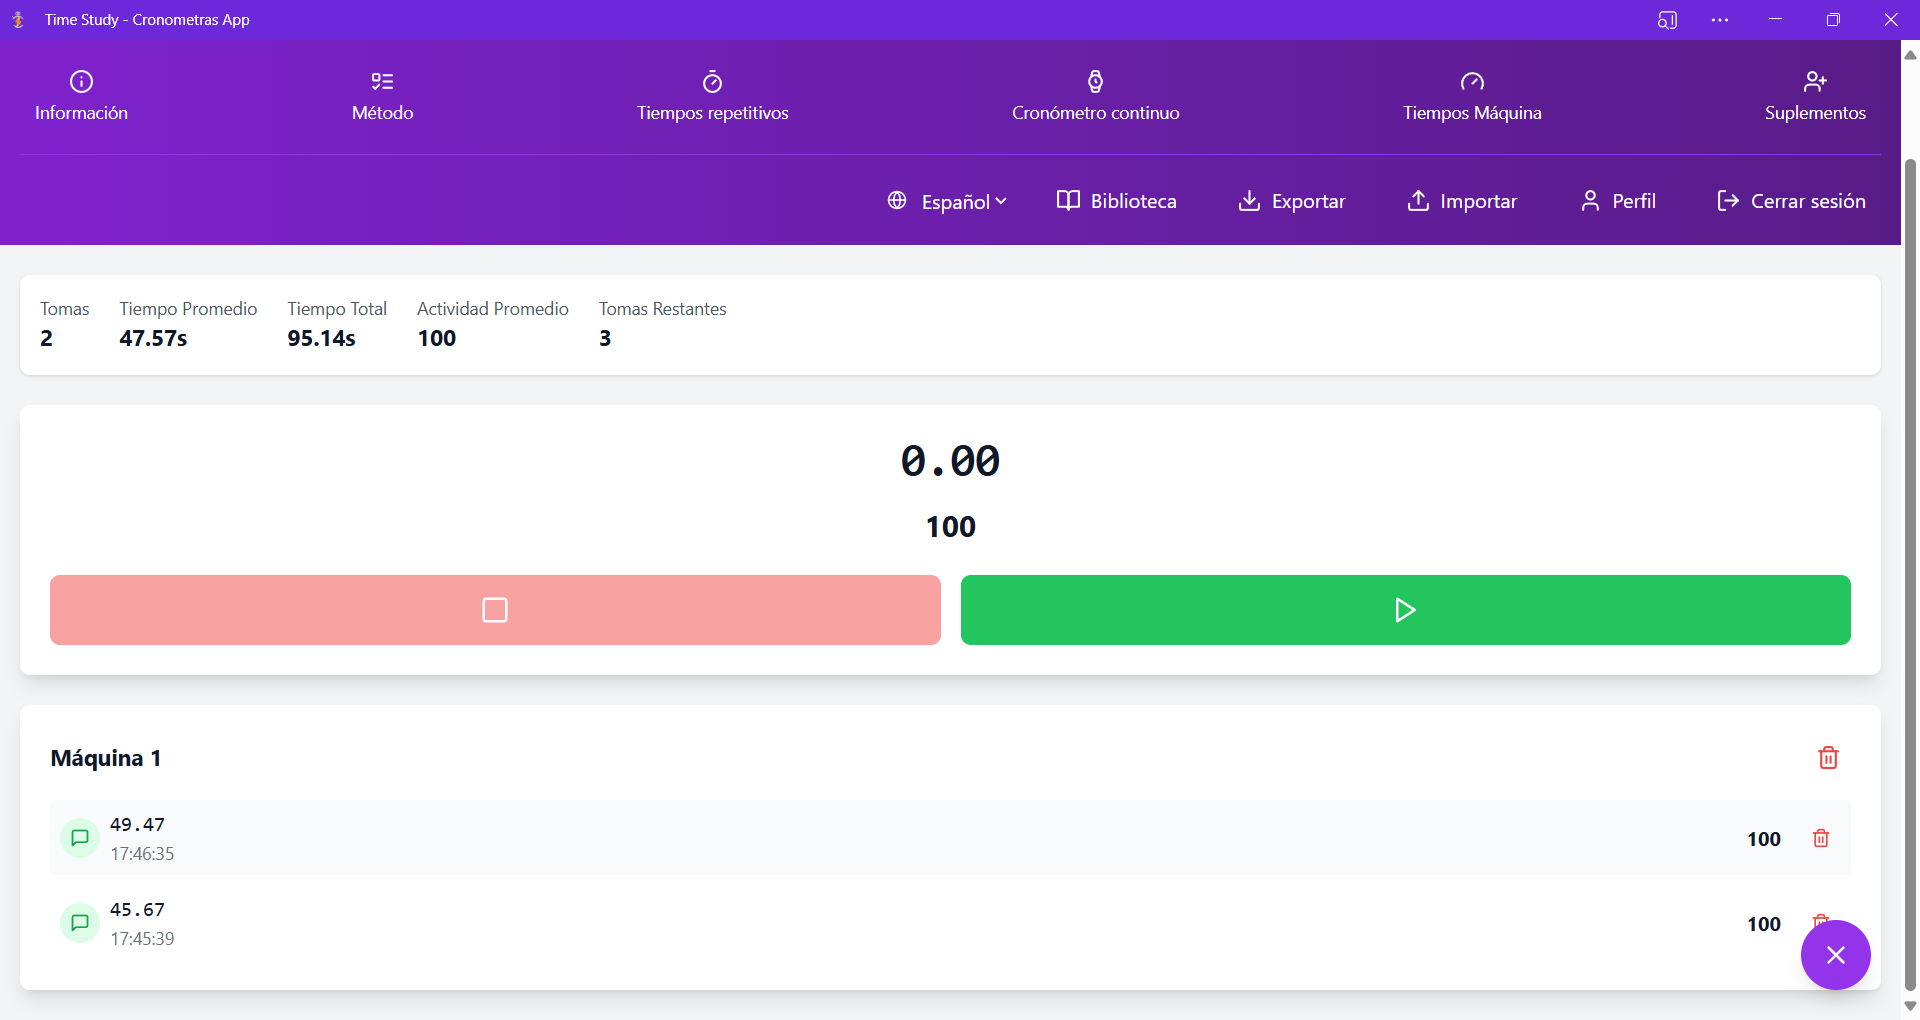 Time Study - Cronometras App
Información
Método
Tiempos repetitivos
Cronómetro continuo
Tiempos Máquina
Suplementos
Español
Biblioteca
Exportar
Importar
Perfil
Cerrar sesión
Tomas
2
Tiempo Promedio
47.57s
Tiempo Total
95.14s
Actividad Promedio
100
Tomas Restantes
3
0.00
100
Máquina 1
49.47
17:46:35
100
45.67
17:45:39
100